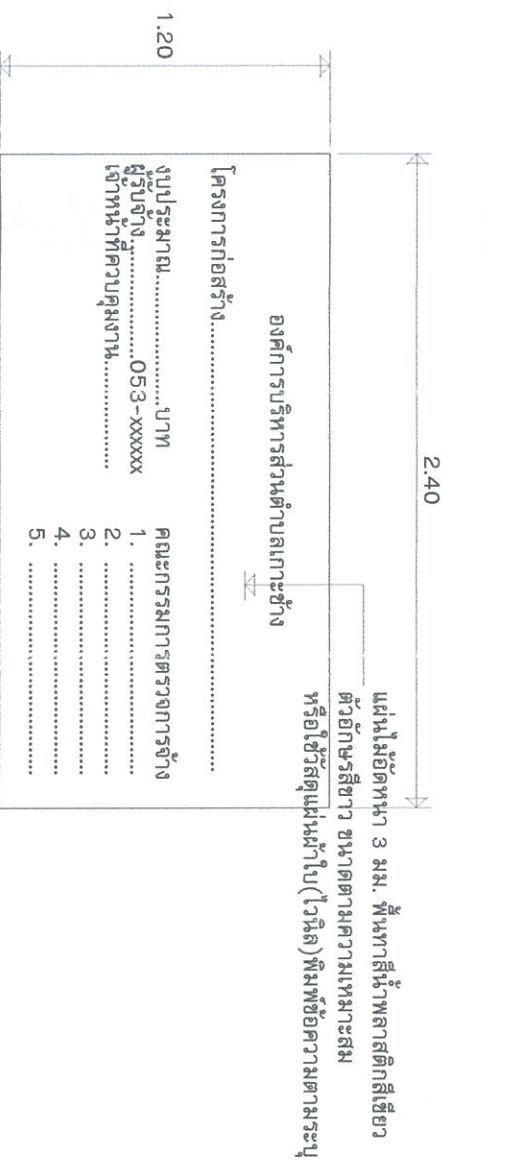 2.40
1.20
แผ่นไม้อัดหนา 3 มม. พื้นทาสีน้ำพลาสติกสีเขียว
ตัวอักษรสีขาว ขนาดตามความเหมาะสม
หรือใช้วัสดุแผ่นผ้าใบ(ไวนิล)พิมพ์ข้อความตามระบุ
องค์การบริหารส่วนตำบลเกาะช้าง
โครงการก่อสร้าง..........................................................................
งบประมาณ........................บาท คณะกรรมการตรวจการจ้าง
ผู้รับจ้าง..................053-xxxxxx 1. ........................................
เจ้าหน้าที่ควบคุมงาน.................. 2. ........................................
3. ........................................
4. ........................................
5. ........................................